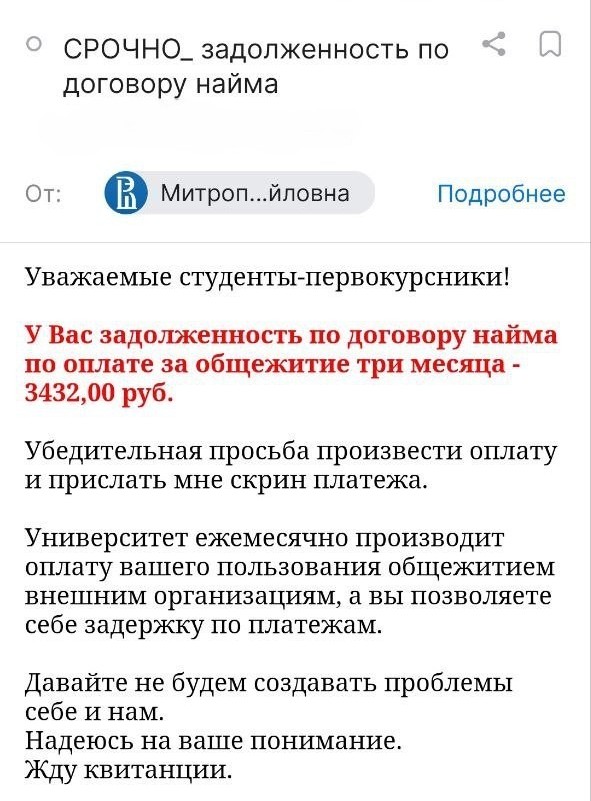 СРОЧНО_ задолженность по
договору найма
От:
Митроп...йловна
Подробнее
Уважаемые студенты-первокурсники!
У Вас задолженность по договору найма
по оплате за общежитие три месяца -
3432,00 руб.
Убедительная просьба произвести оплату
и прислать мне скрин платежа.
Университет ежемесячно производит
оплату вашего пользования общежитием
внешним организациям, а вы позволяете
себе задержку по платежам.
Давайте не будем создавать проблемы
себе и нам.
Надеюсь на ваше понимание.
Жду квитанции.